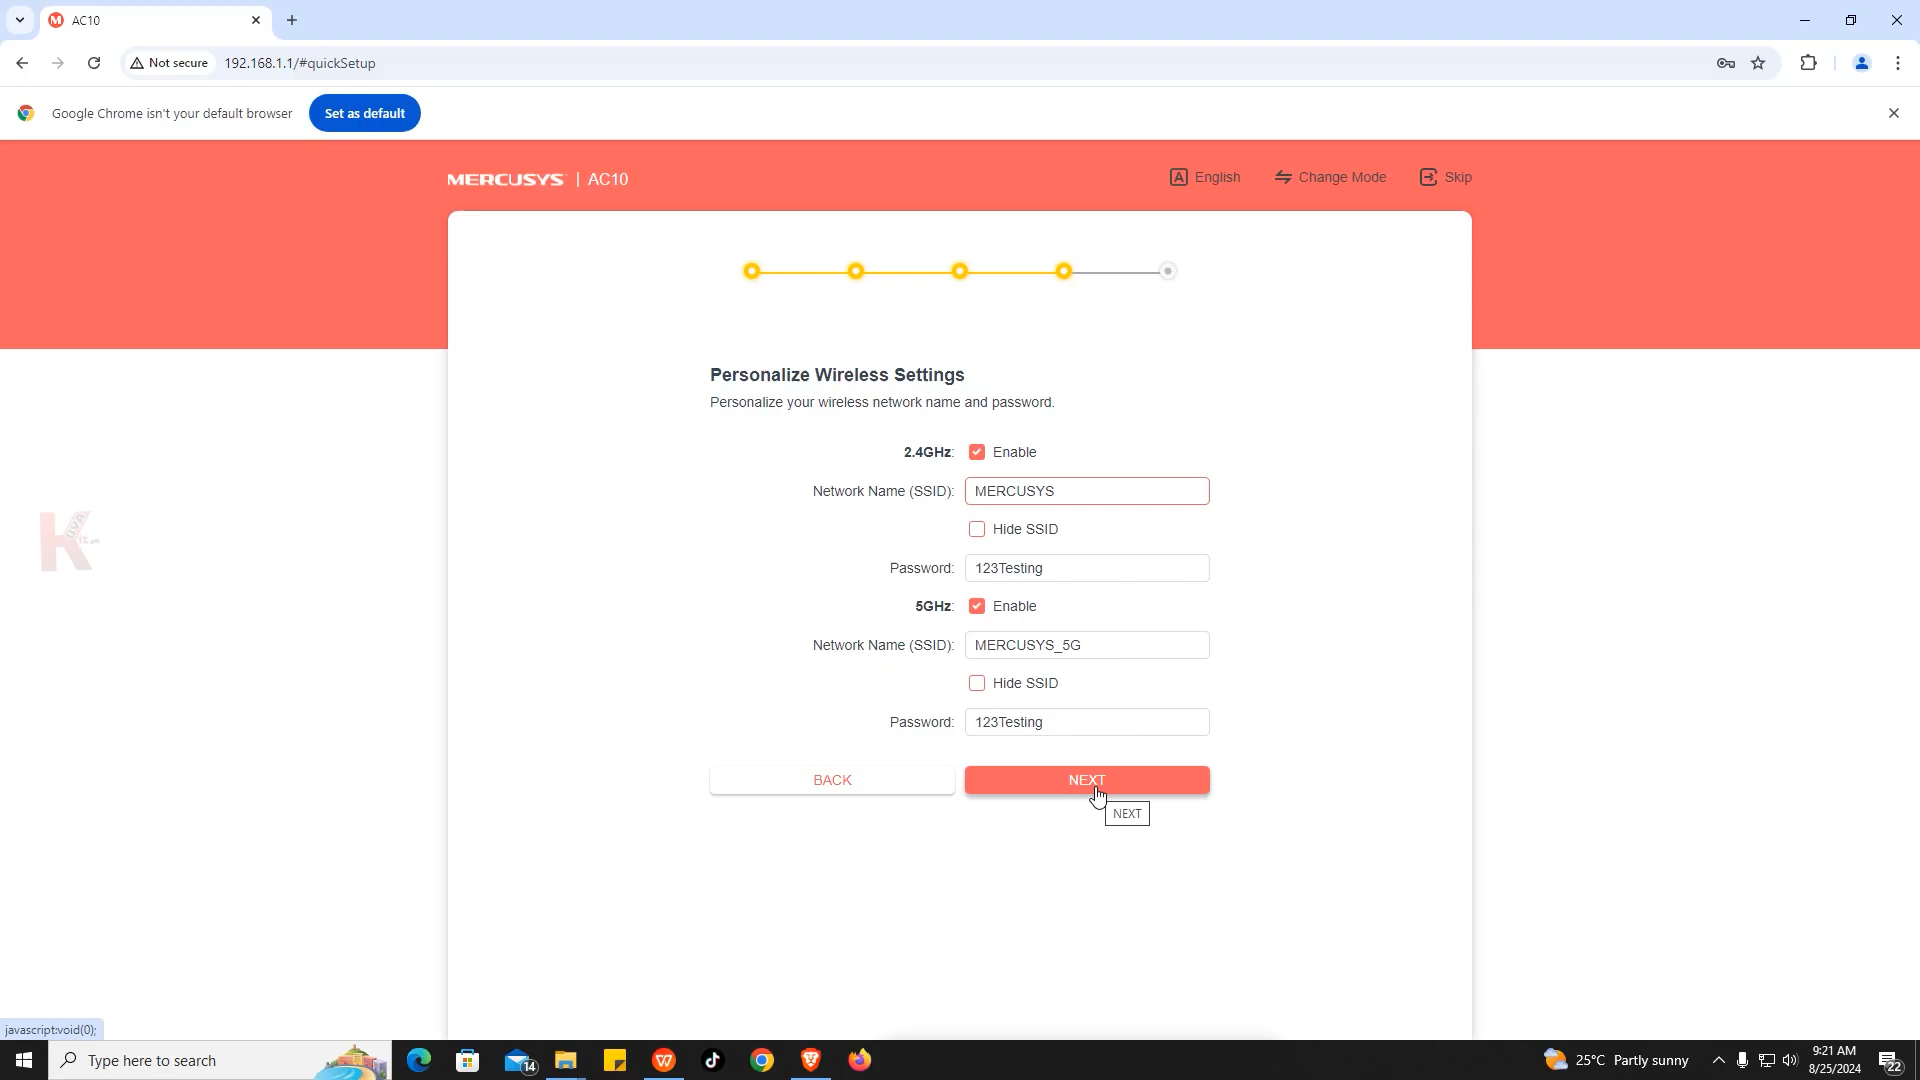 AC10
Not secure
192.168.1.1/#quickSetup
Google Chrome isn't your default browser
Set as default
MERCUSYS | AC10
English
Change Mode
Skip
Personalize Wireless Settings
Personalize your wireless network name and password.
2.4GHz: Enable
Network Name (SSID): MERCUSYS
Hide SSID
Password: 123Testing
5GHz: Enable
Network Name (SSID): MERCUSYS_5G
Hide SSID
Password: 123Testing
BACK
NEXT
NEXT
javascript:void(0);
Type here to search
14
25°C Partly sunny
9:21 AM
8/25/2024
22